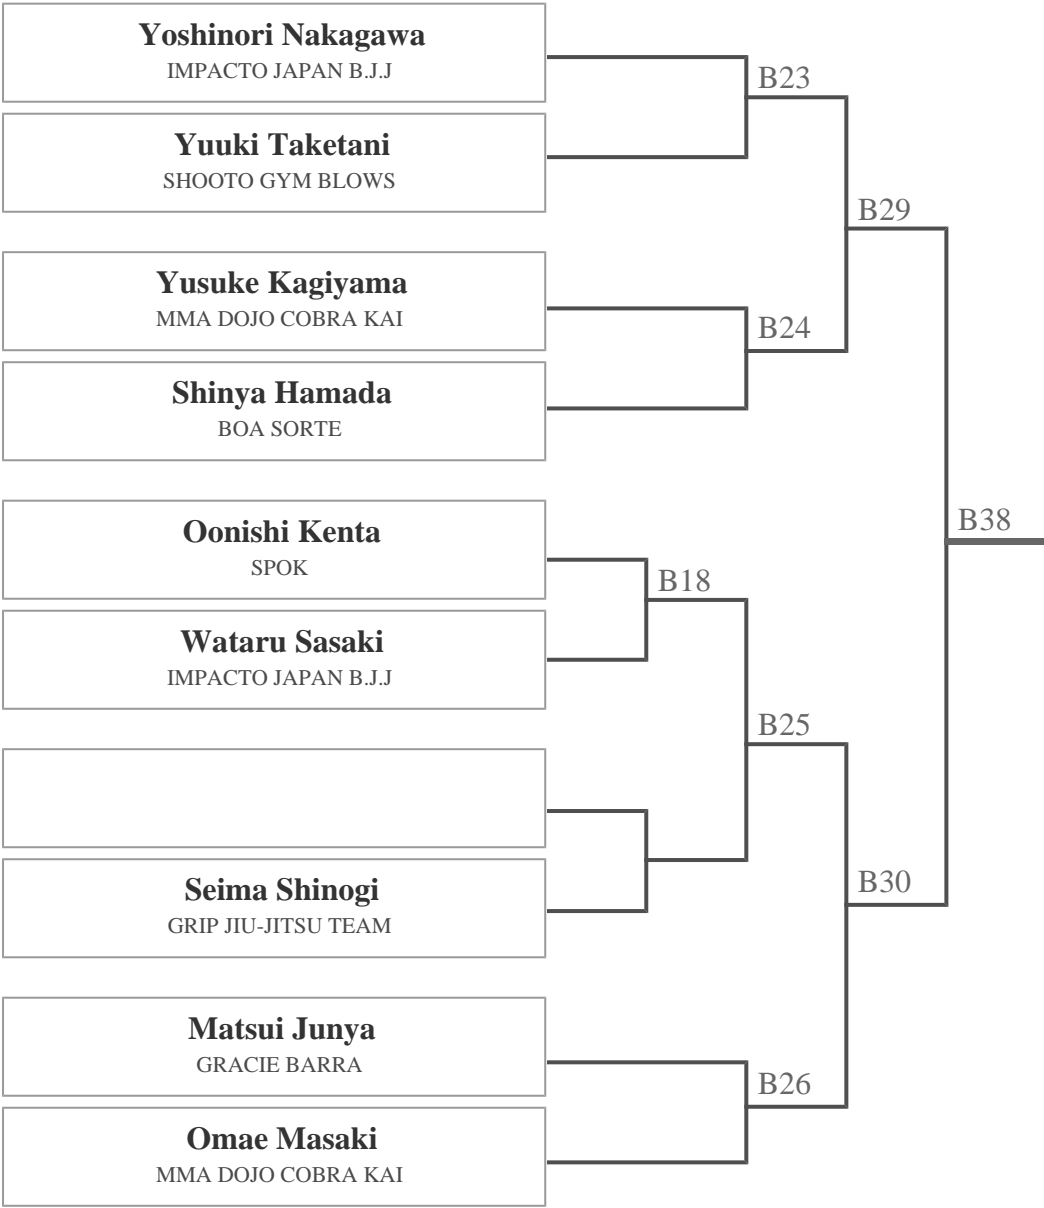 Yoshinori Nakagawa
IMPACTO JAPAN B.J.J
B23
Yuuki Taketani
SHOOTO GYM BLOWS
B29
Yusuke Kagiyama
MMA DOJO COBRA KAI
B24
Shinya Hamada
BOA SORTE
B38
Oonishi Kenta
SPOK
B18
Wataru Sasaki
IMPACTO JAPAN B.J.J
B25
Seima Shinogi
GRIP JIU-JITSU TEAM
B30
Matsui Junya
GRACIE BARRA
B26
Omae Masaki
MMA DOJO COBRA KAI